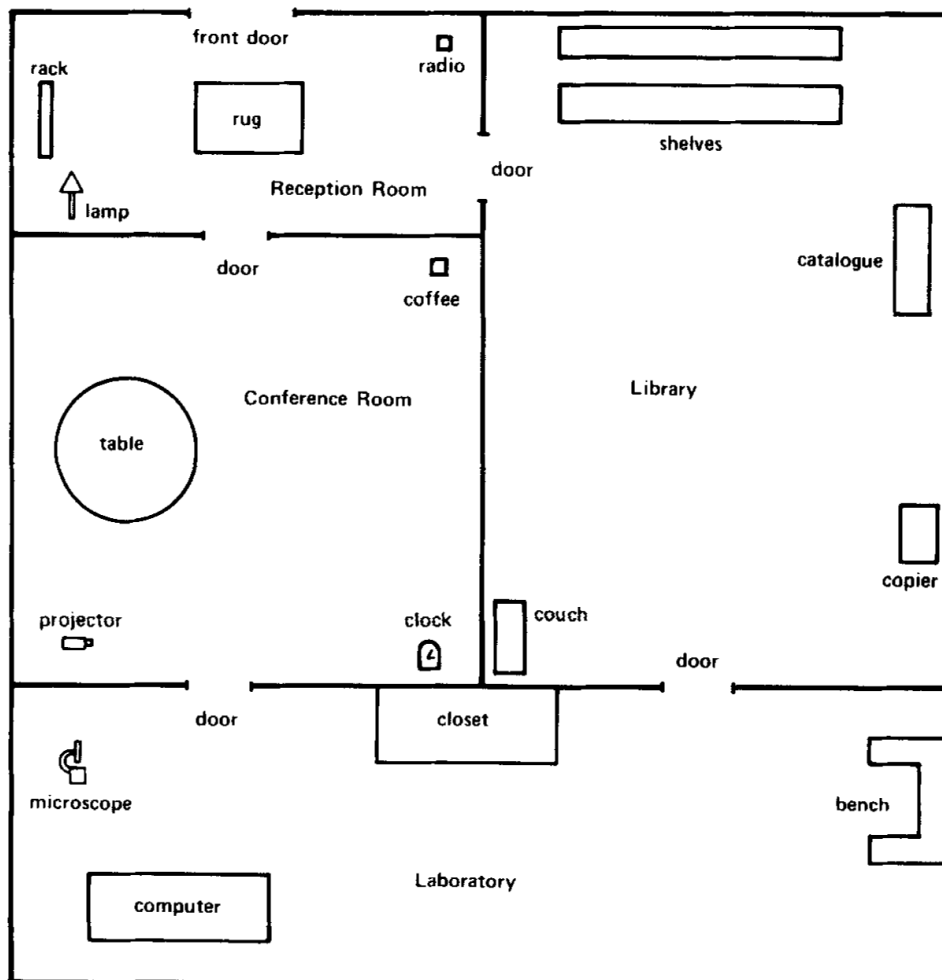 front door
radio
rack
rug
shelves
door
Reception Room
lamp
door
coffee
catalogue
Library
Conference Room
table
copier
projector
clock
couch
door
door
closet
microscope
bench
Laboratory
computer